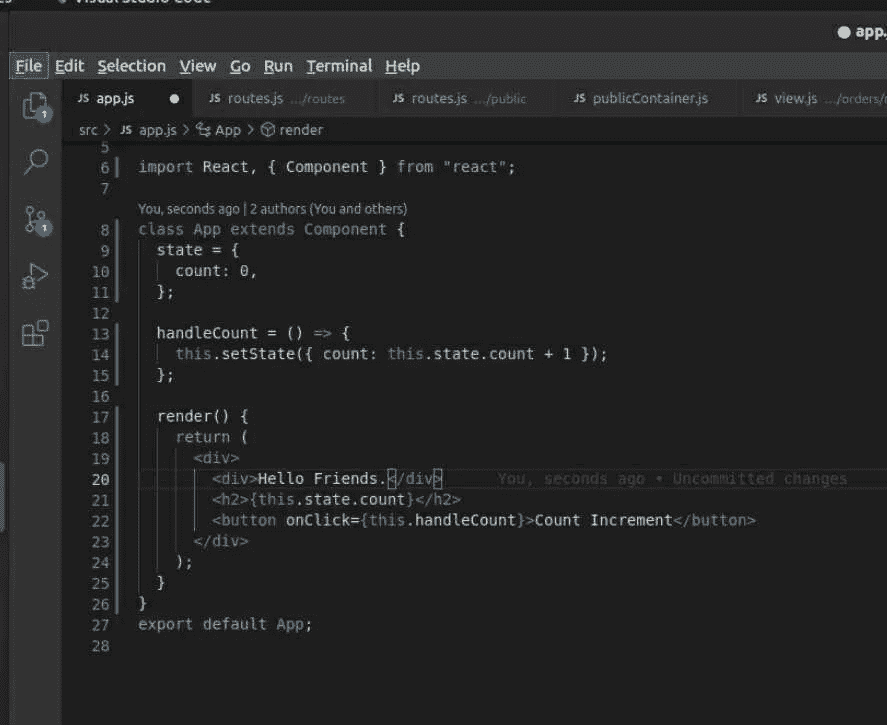 Visual Studio Code
app.
File Edit Selection View Go Run Terminal Help
JS app.js ● JS routes.js .../routes JS routes.js .../public JS publicContainer.js JS view.js .../orders/
1
1
src > JS app.js > App > render
5
6 import React, { Component } from "react";
7
You, seconds ago | 2 authors (You and others)
8 class App extends Component {
9 state = {
10 count: 0,
11 };
12
13 handleCount = () => {
14 this.setState({ count: this.state.count + 1 });
15 };
16
17 render() {
18 return (
19 <div>
20 <div>Hello Friends.</div> You, seconds ago • Uncommitted changes
21 <h2>{this.state.count}</h2>
22 <button onClick={this.handleCount}>Count Increment</button>
23 </div>
24 );
25 }
26 }
27 export default App;
28